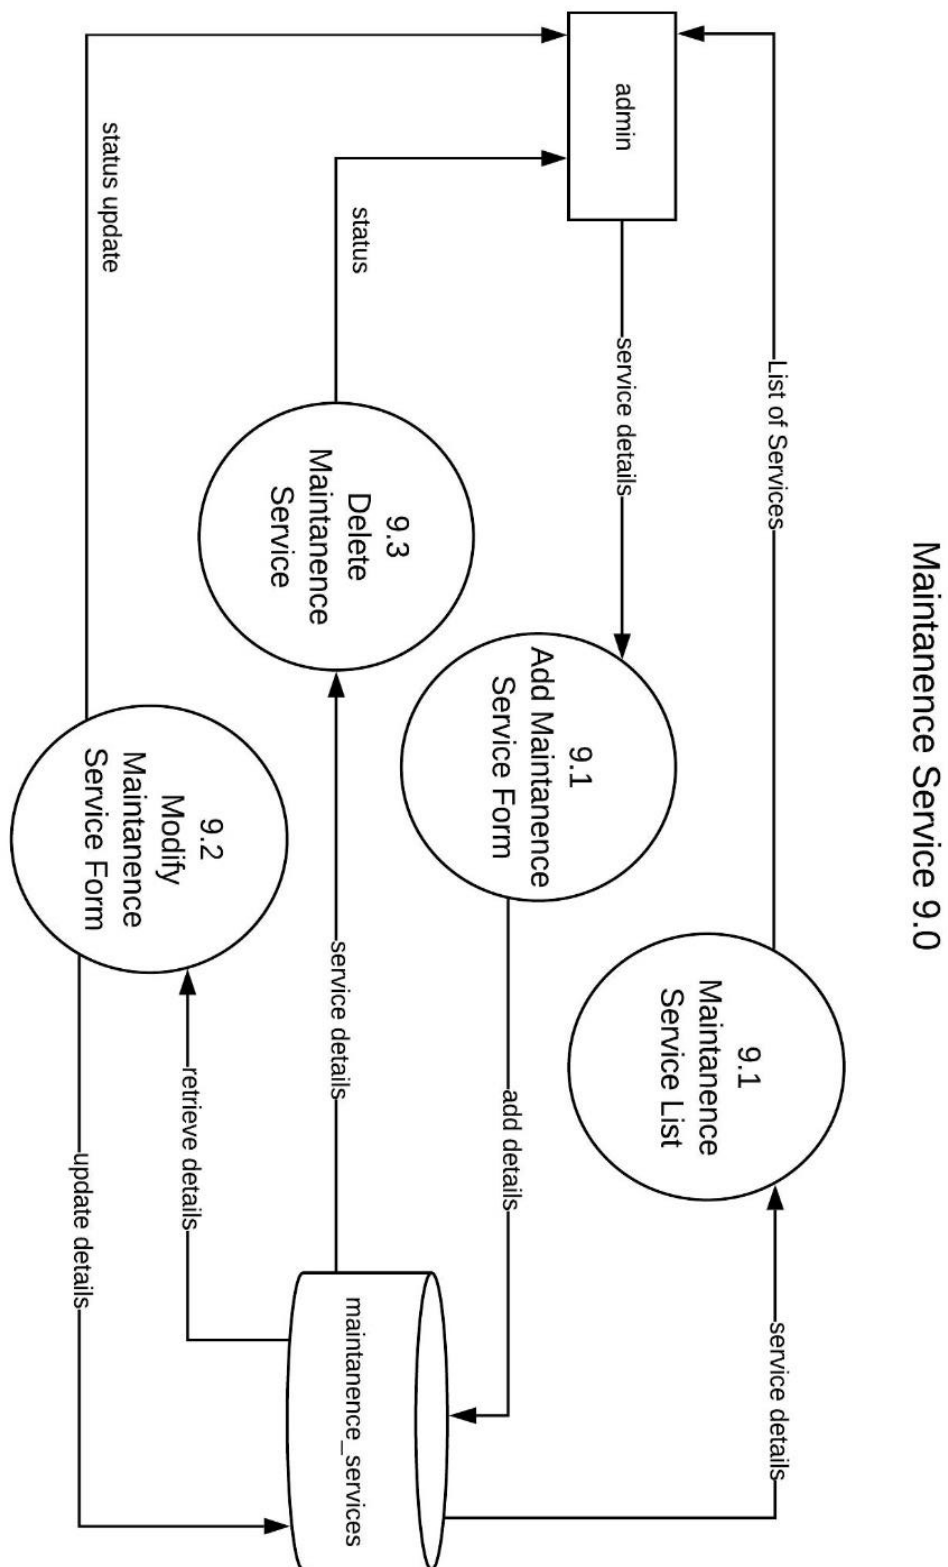 Maintanence Service 9.0
List of Services
9.1
Maintanence
Service List
service details
admin
service details
9.1
Add Maintanence
Service Form
add details
status
9.3
Delete
Maintanence
Service
service details
maintanence_services
status update
9.2
Modify
Maintanence
Service Form
retrieve details
update details